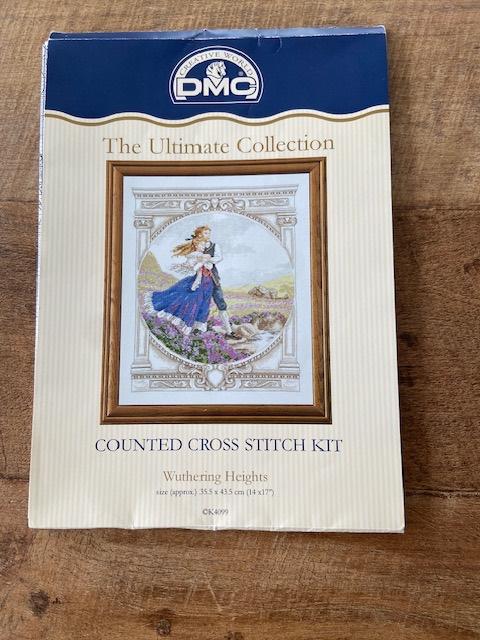 CREATIVE WORLD
DMC
The Ultimate Collection
COUNTED CROSS STITCH KIT
Wuthering Heights
size (approx.) 35.5 x 43.5 cm (14 x17")
©K4099